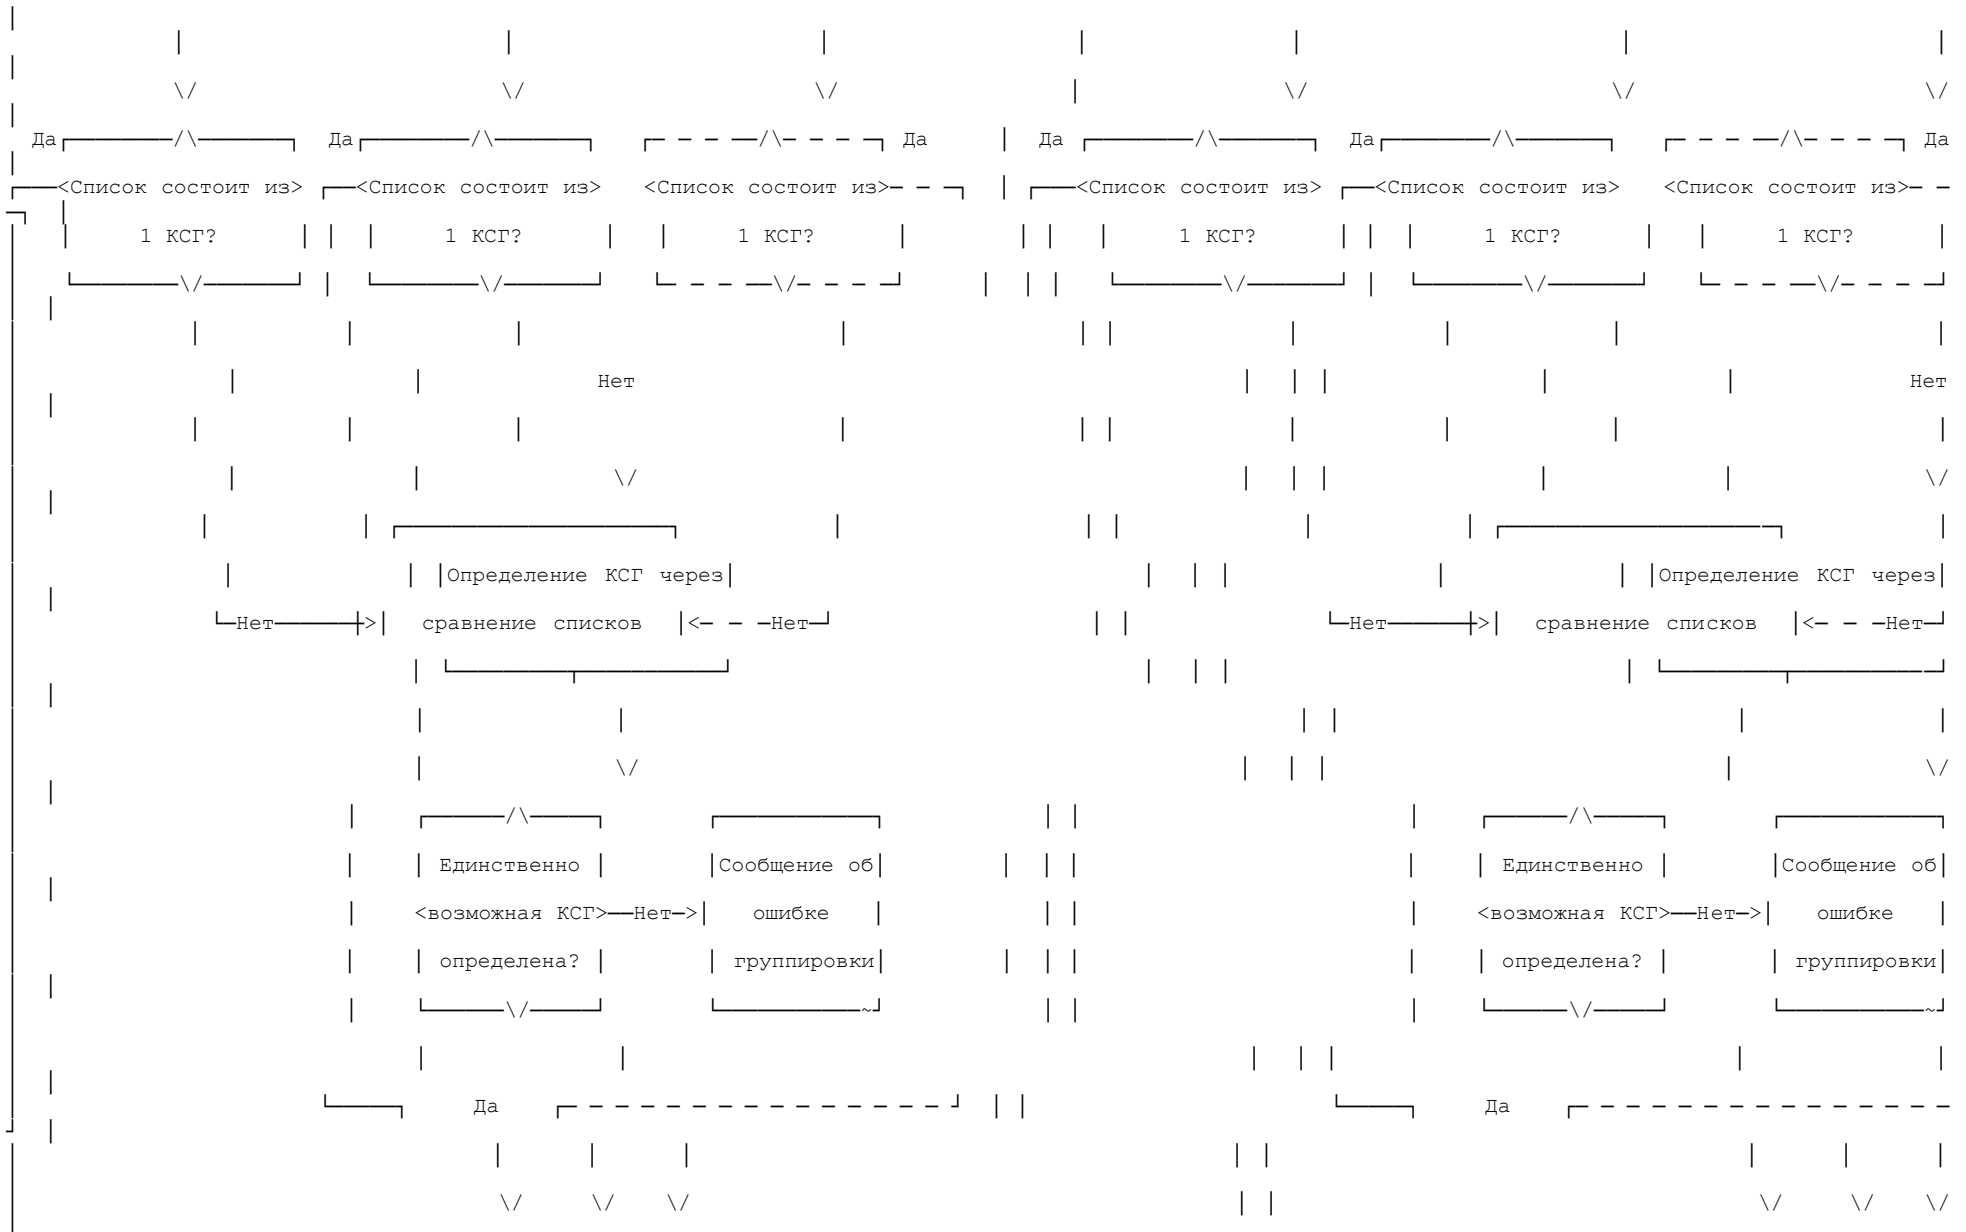 Да Да Да Да Да Да
<Список состоит из> <Список состоит из> <Список состоит из> <Список состоит из> <Список состоит из> <Список состоит из>
1 КСГ? 1 КСГ? 1 КСГ? 1 КСГ? 1 КСГ? 1 КСГ?
Нет Нет
Определение КСГ через Определение КСГ через
Нет > сравнение списков < Нет Нет > сравнение списков < Нет
Единственно Сообщение об Единственно Сообщение об
<возможная КСГ> Нет > ошибке <возможная КСГ> Нет > ошибке
определена? группировки определена? группировки
Да Да